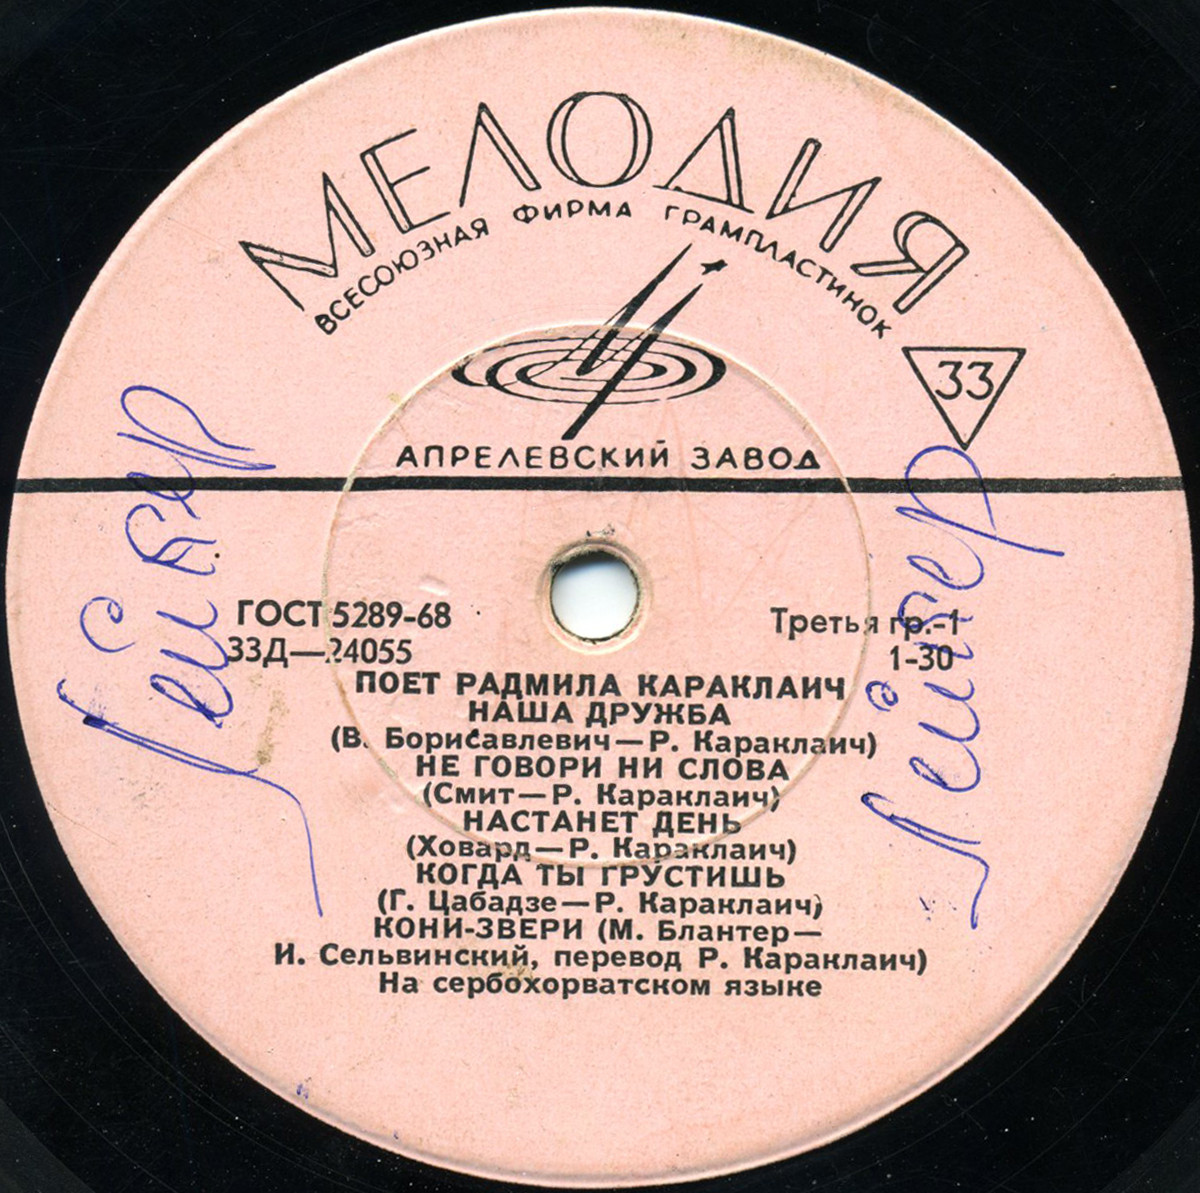 МЕЛОДИЯ
ВСЕСОЮЗНАЯ ФИРМА ГРАМПЛАСТИНОК
33
АПРЕЛЕВСКИЙ ЗАВОД
ГОСТ 5289-68
Третья гр.-1
33Д—24055
1-30
ПОЕТ РАДМИЛА КАРАКЛАИЧ
НАША ДРУЖБА
(В. Борисавлевич—Р. Караклаич)
НЕ ГОВОРИ НИ СЛОВА
(Смит—Р. Караклаич)
НАСТАНЕТ ДЕНЬ
(Ховард—Р. Караклаич)
КОГДА ТЫ ГРУСТИШЬ
(Г. Цабадзе—Р. Караклаич)
КОНИ-ЗВЕРИ (М. Блантер—
И. Сельвинский, перевод Р. Караклаич)
На сербохорватском языке